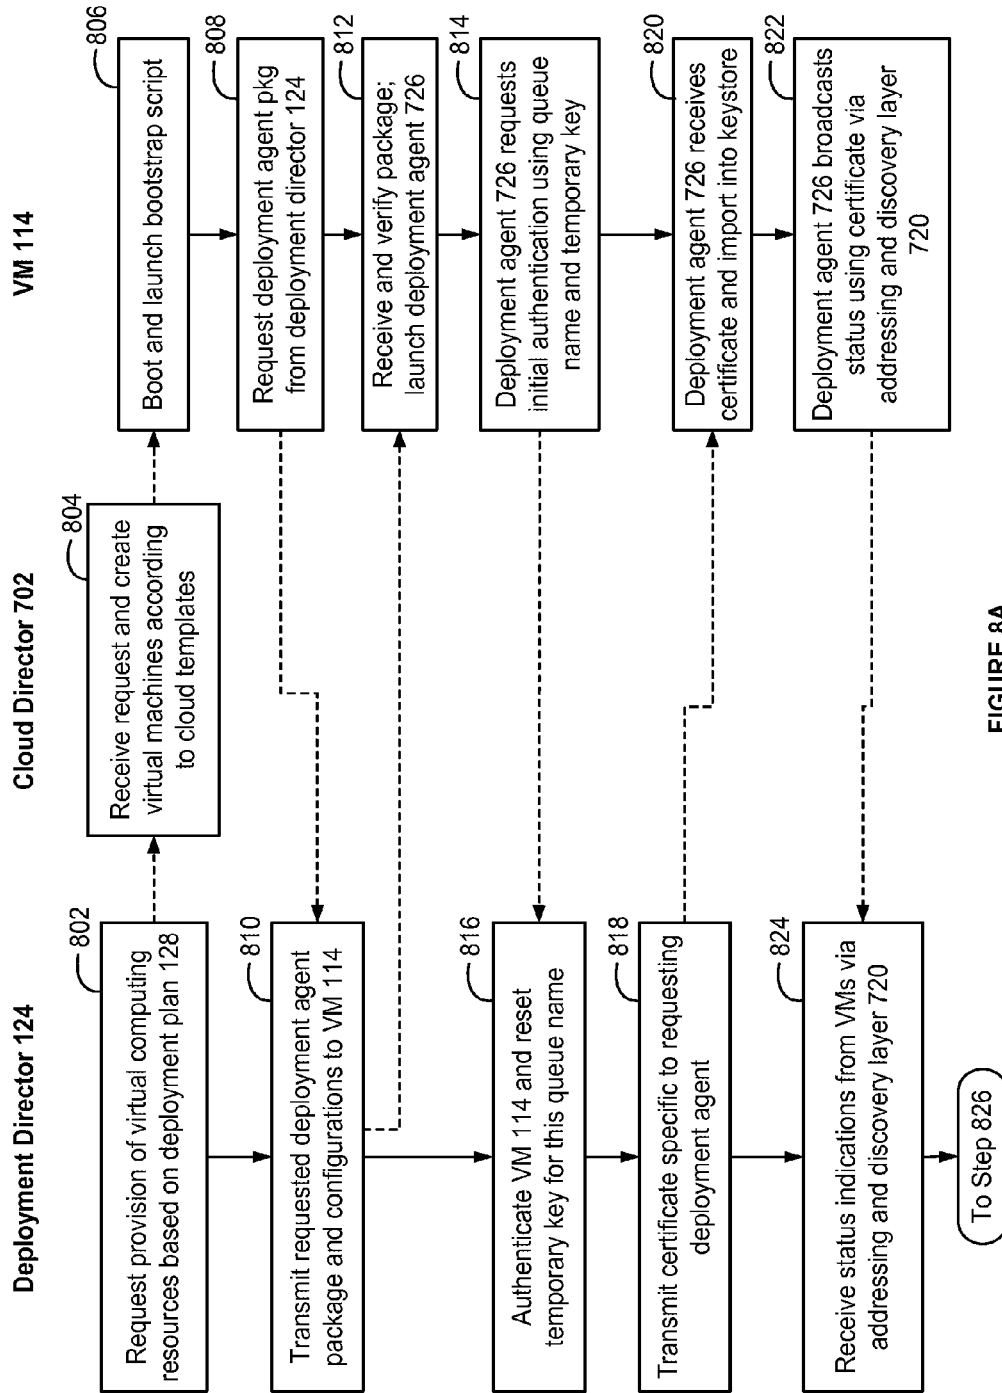 Deployment Director 124
Cloud Director 702
VM 114
802
Request provision of virtual computing
resources based on deployment plan 128
804
Receive request and create
virtual machines according
to cloud templates
806
Boot and launch bootstrap script
808
Request deployment agent pkg
from deployment director 124
810
Transmit requested deployment agent
package and configurations to VM 114
812
Receive and verify package;
launch deployment agent 726
814
Deployment agent 726 requests
initial authentication using queue
name and temporary key
816
Authenticate VM 114 and reset
temporary key for this queue name
818
Transmit certificate specific to requesting
deployment agent
820
Deployment agent 726 receives
certificate and import into keystore
822
Deployment agent 726 broadcasts
status using certificate via
addressing and discovery layer
720
824
Receive status indications from VMs via
addressing and discovery layer 720
To Step 826
FIGURE 8A